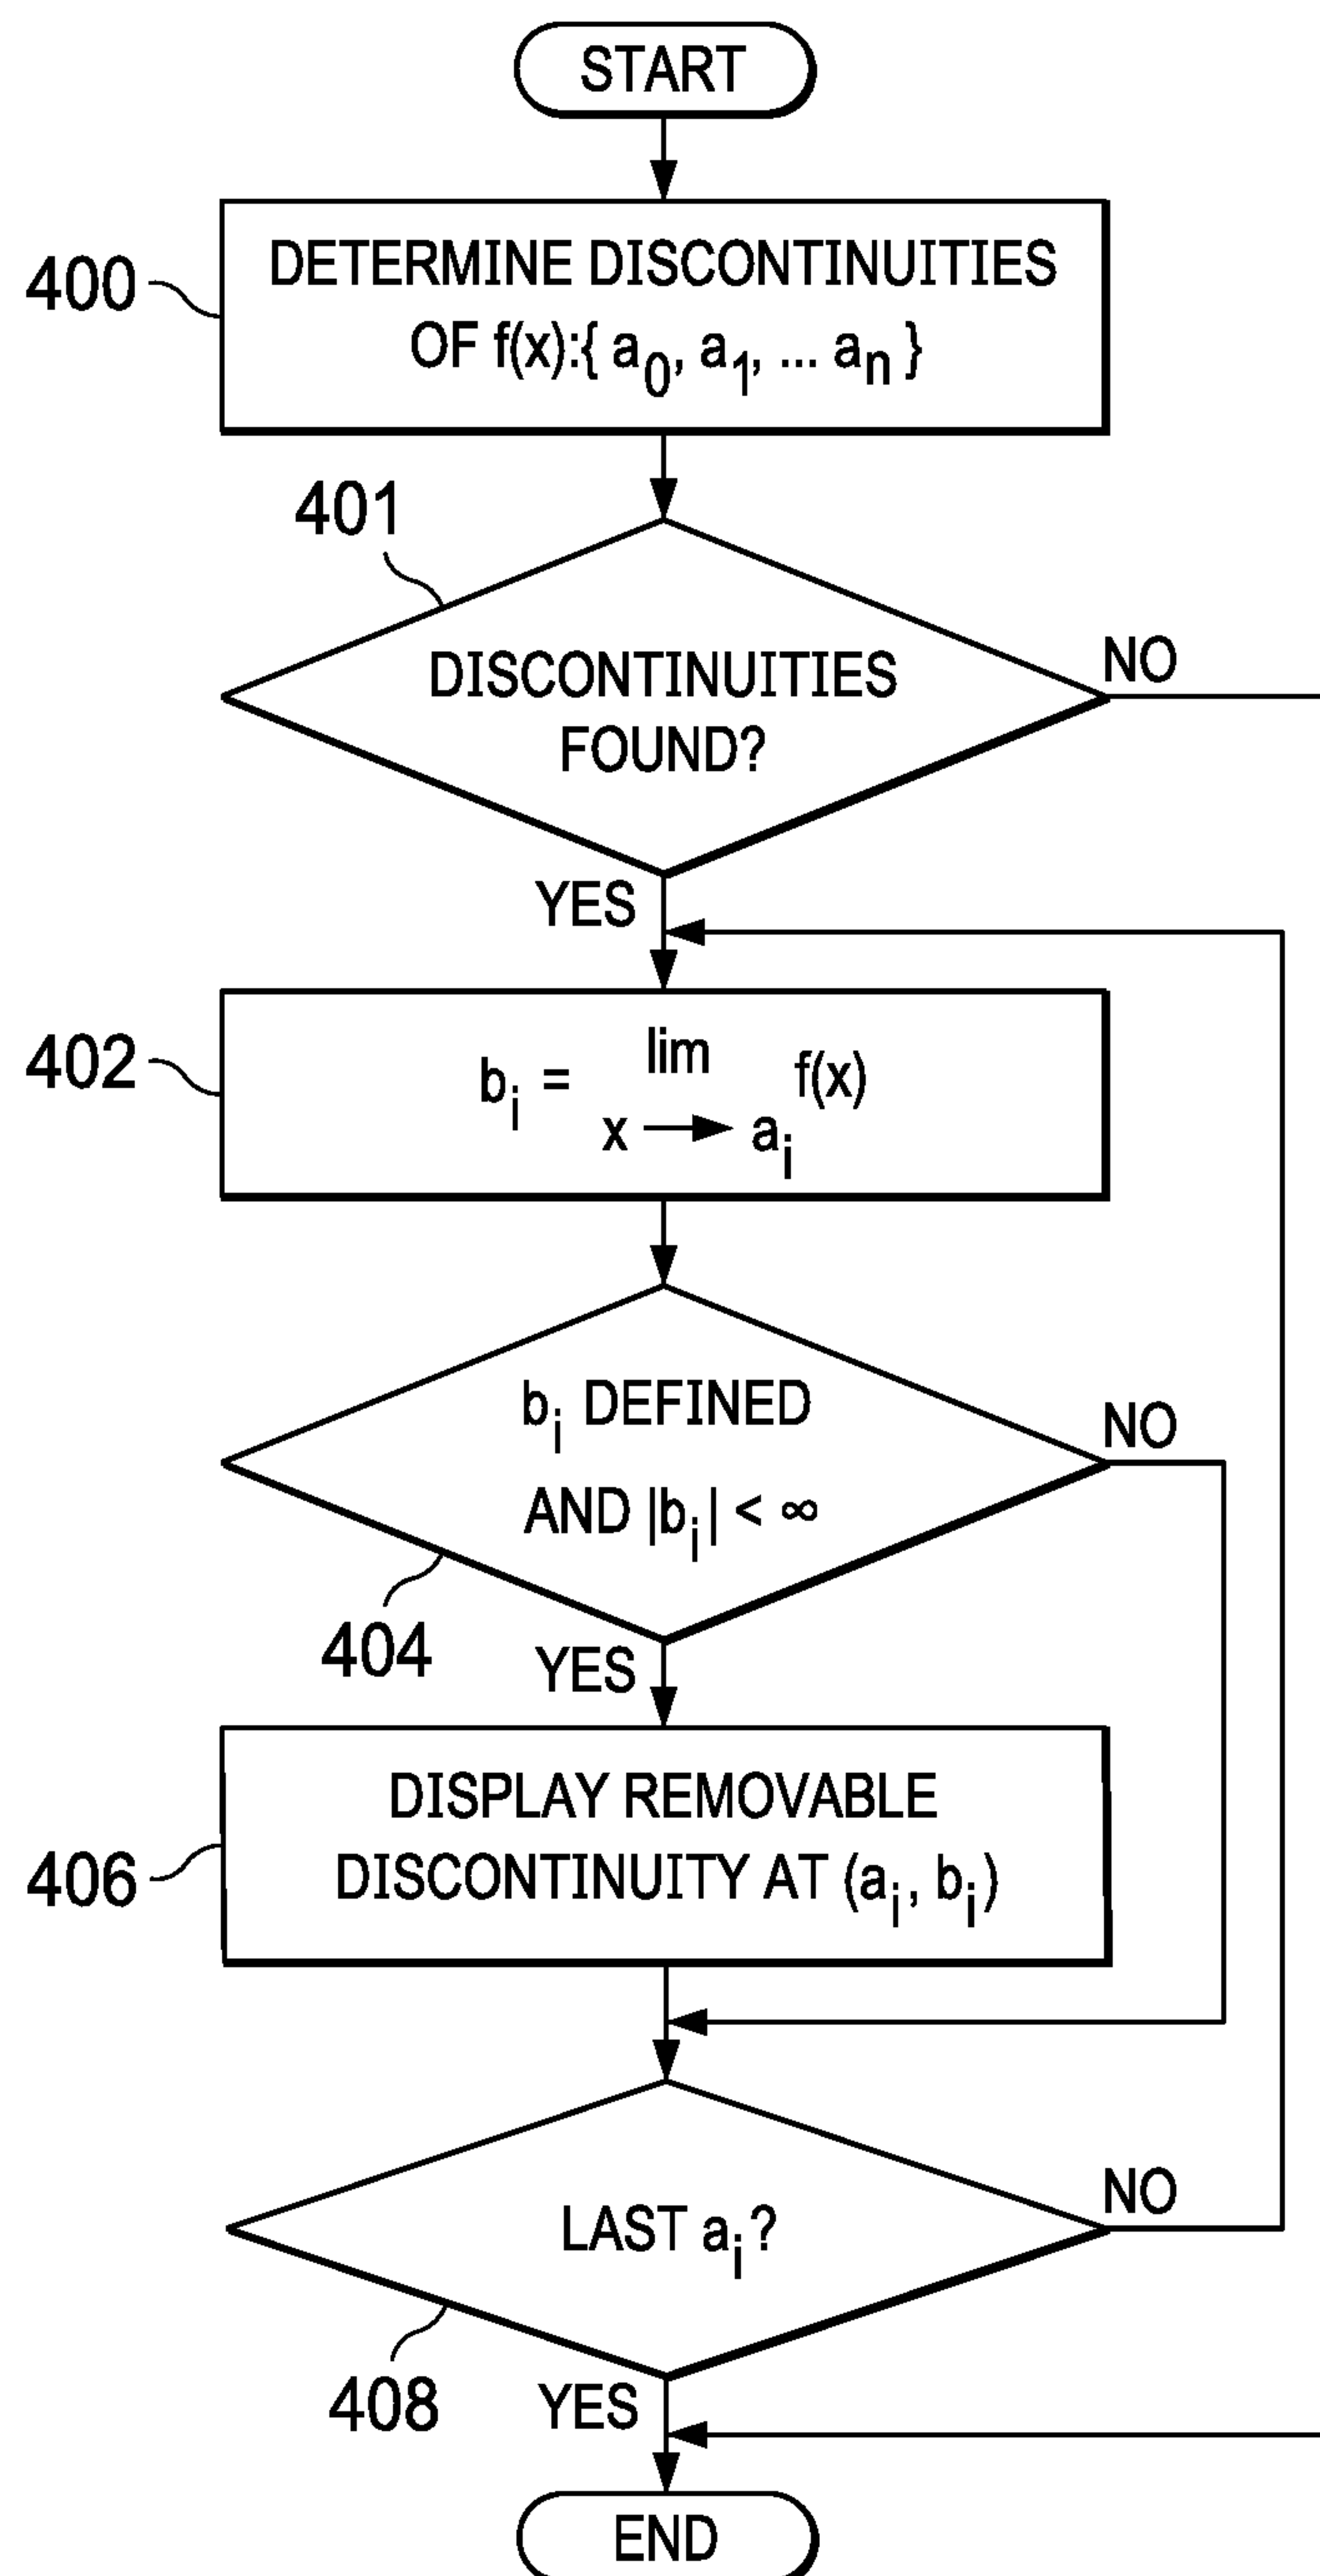 START
400
DETERMINE DISCONTINUITIES
OF f(x):{ a₀, a₁, ... aₙ }
401
DISCONTINUITIES
FOUND?
NO
YES
402
bᵢ = lim f(x)
x → aᵢ
bᵢ DEFINED
AND |bᵢ| < ∞
NO
404
YES
406
DISPLAY REMOVABLE
DISCONTINUITY AT (aᵢ, bᵢ)
LAST aᵢ?
NO
408
YES
END